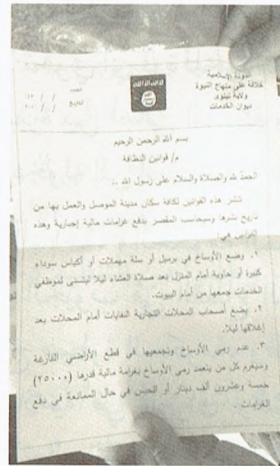 الدولة الإسلامية
خلافة على منهاج النبوة
ولاية نينوى
ديوان الخدمات
العدد / /
التاريخ / /
بسم الله الرحمن الرحيم
م/ قوانين النظافة
الحمد لله والصلاة والسلام على رسول الله ..
تنشر هذه القوانين لكافة سكان مدينة الموصل والعمل بها من
تاريخ نشرها وسيحاسب المقصر بدفع غرامات مالية إجبارية وهذه
القوانين هي:
١. وضع الأوساخ في برميل أو سلة مهملات أو أكياس سوداء
كبيرة أو حاوية أمام المنزل بعد صلاة العشاء ليلا ليتسنى لموظفي
الخدمات جمعها من أمام البيوت.
٢. يضع أصحاب المحلات التجارية النفايات أمام المحلات بعد
إغلاقها ليلا.
٣. عدم رمي الأوساخ وتجميعها في قطع الأراضي الفارغة
وسيغرم كل من يتعمد رمي الأوساخ بغرامة مالية قدرها (٢٥٠٠٠)
خمسة وعشرون ألف دينار أو الحبس في حال الممانعة في دفع
الغرامات .